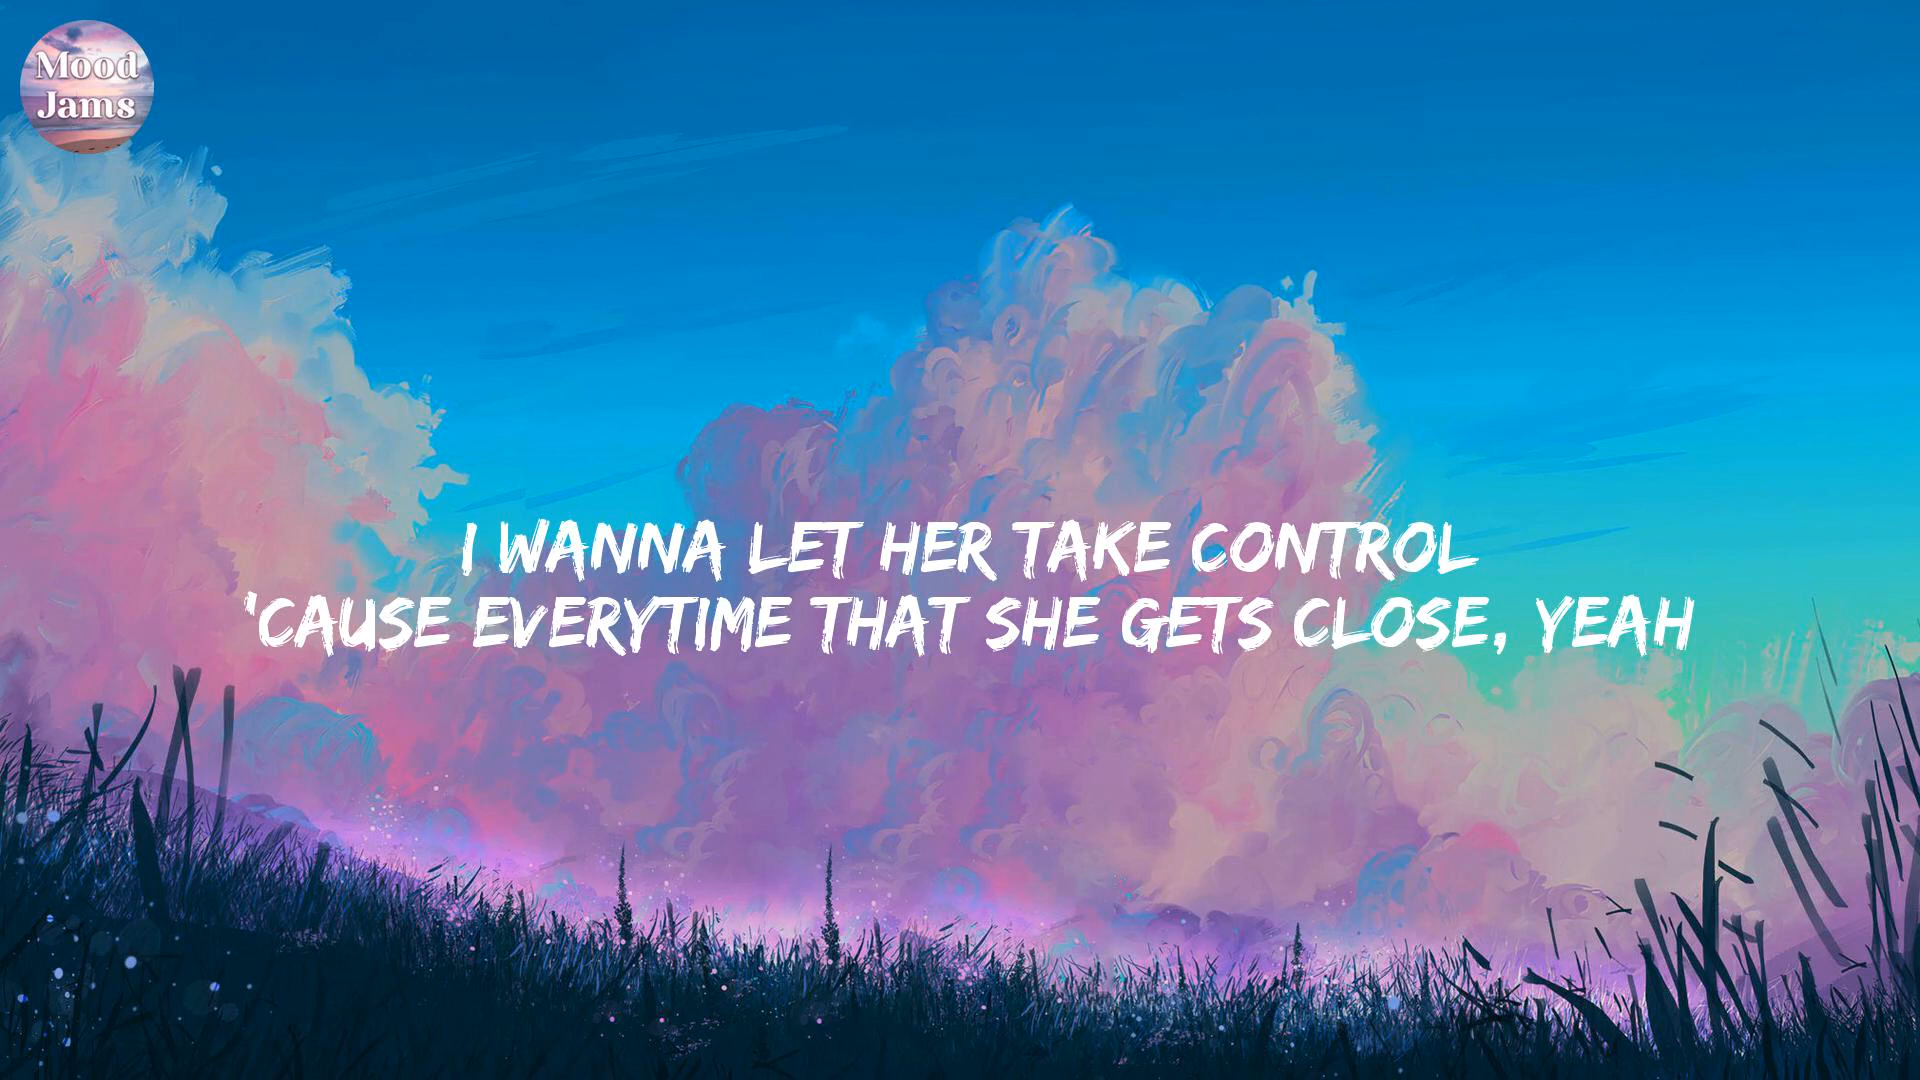 Mood
Jams
I WANNA LET HER TAKE CONTROL
'CAUSE EVERYTIME THAT SHE GETS CLOSE, YEAH